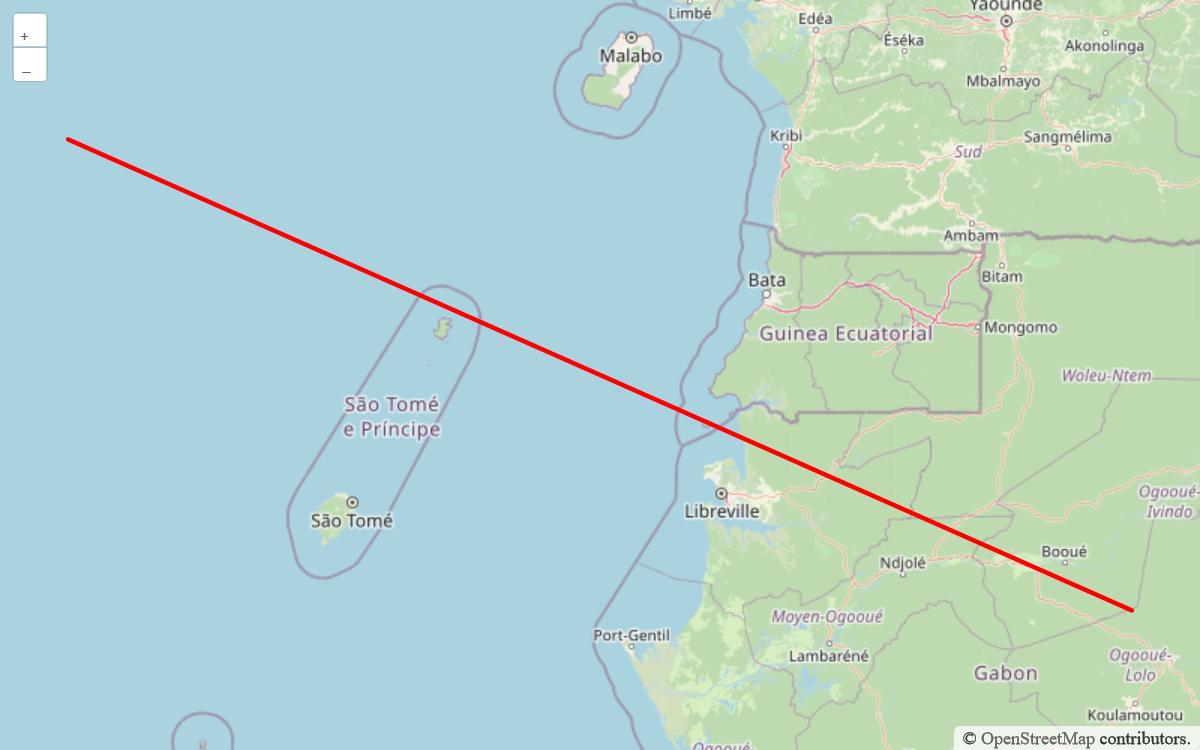 +
–
Limbé
Edéa
Yaoundé
Malabo
Éséka
Akonolinga
Mbalmayo
Kribi
Sangmélima
Sud
Ambam
Bata
Bitam
Guinea Ecuatorial
Mongomo
Woleu-Ntem
São Tomé
e Príncipe
Libreville
Ogooué-
Ivindo
São Tomé
Booué
Ndjolé
Moyen-Ogooué
Port-Gentil
Lambaréné
Ogooué-
Lolo
Gabon
Koulamoutou
Ogooué-
© OpenStreetMap contributors.